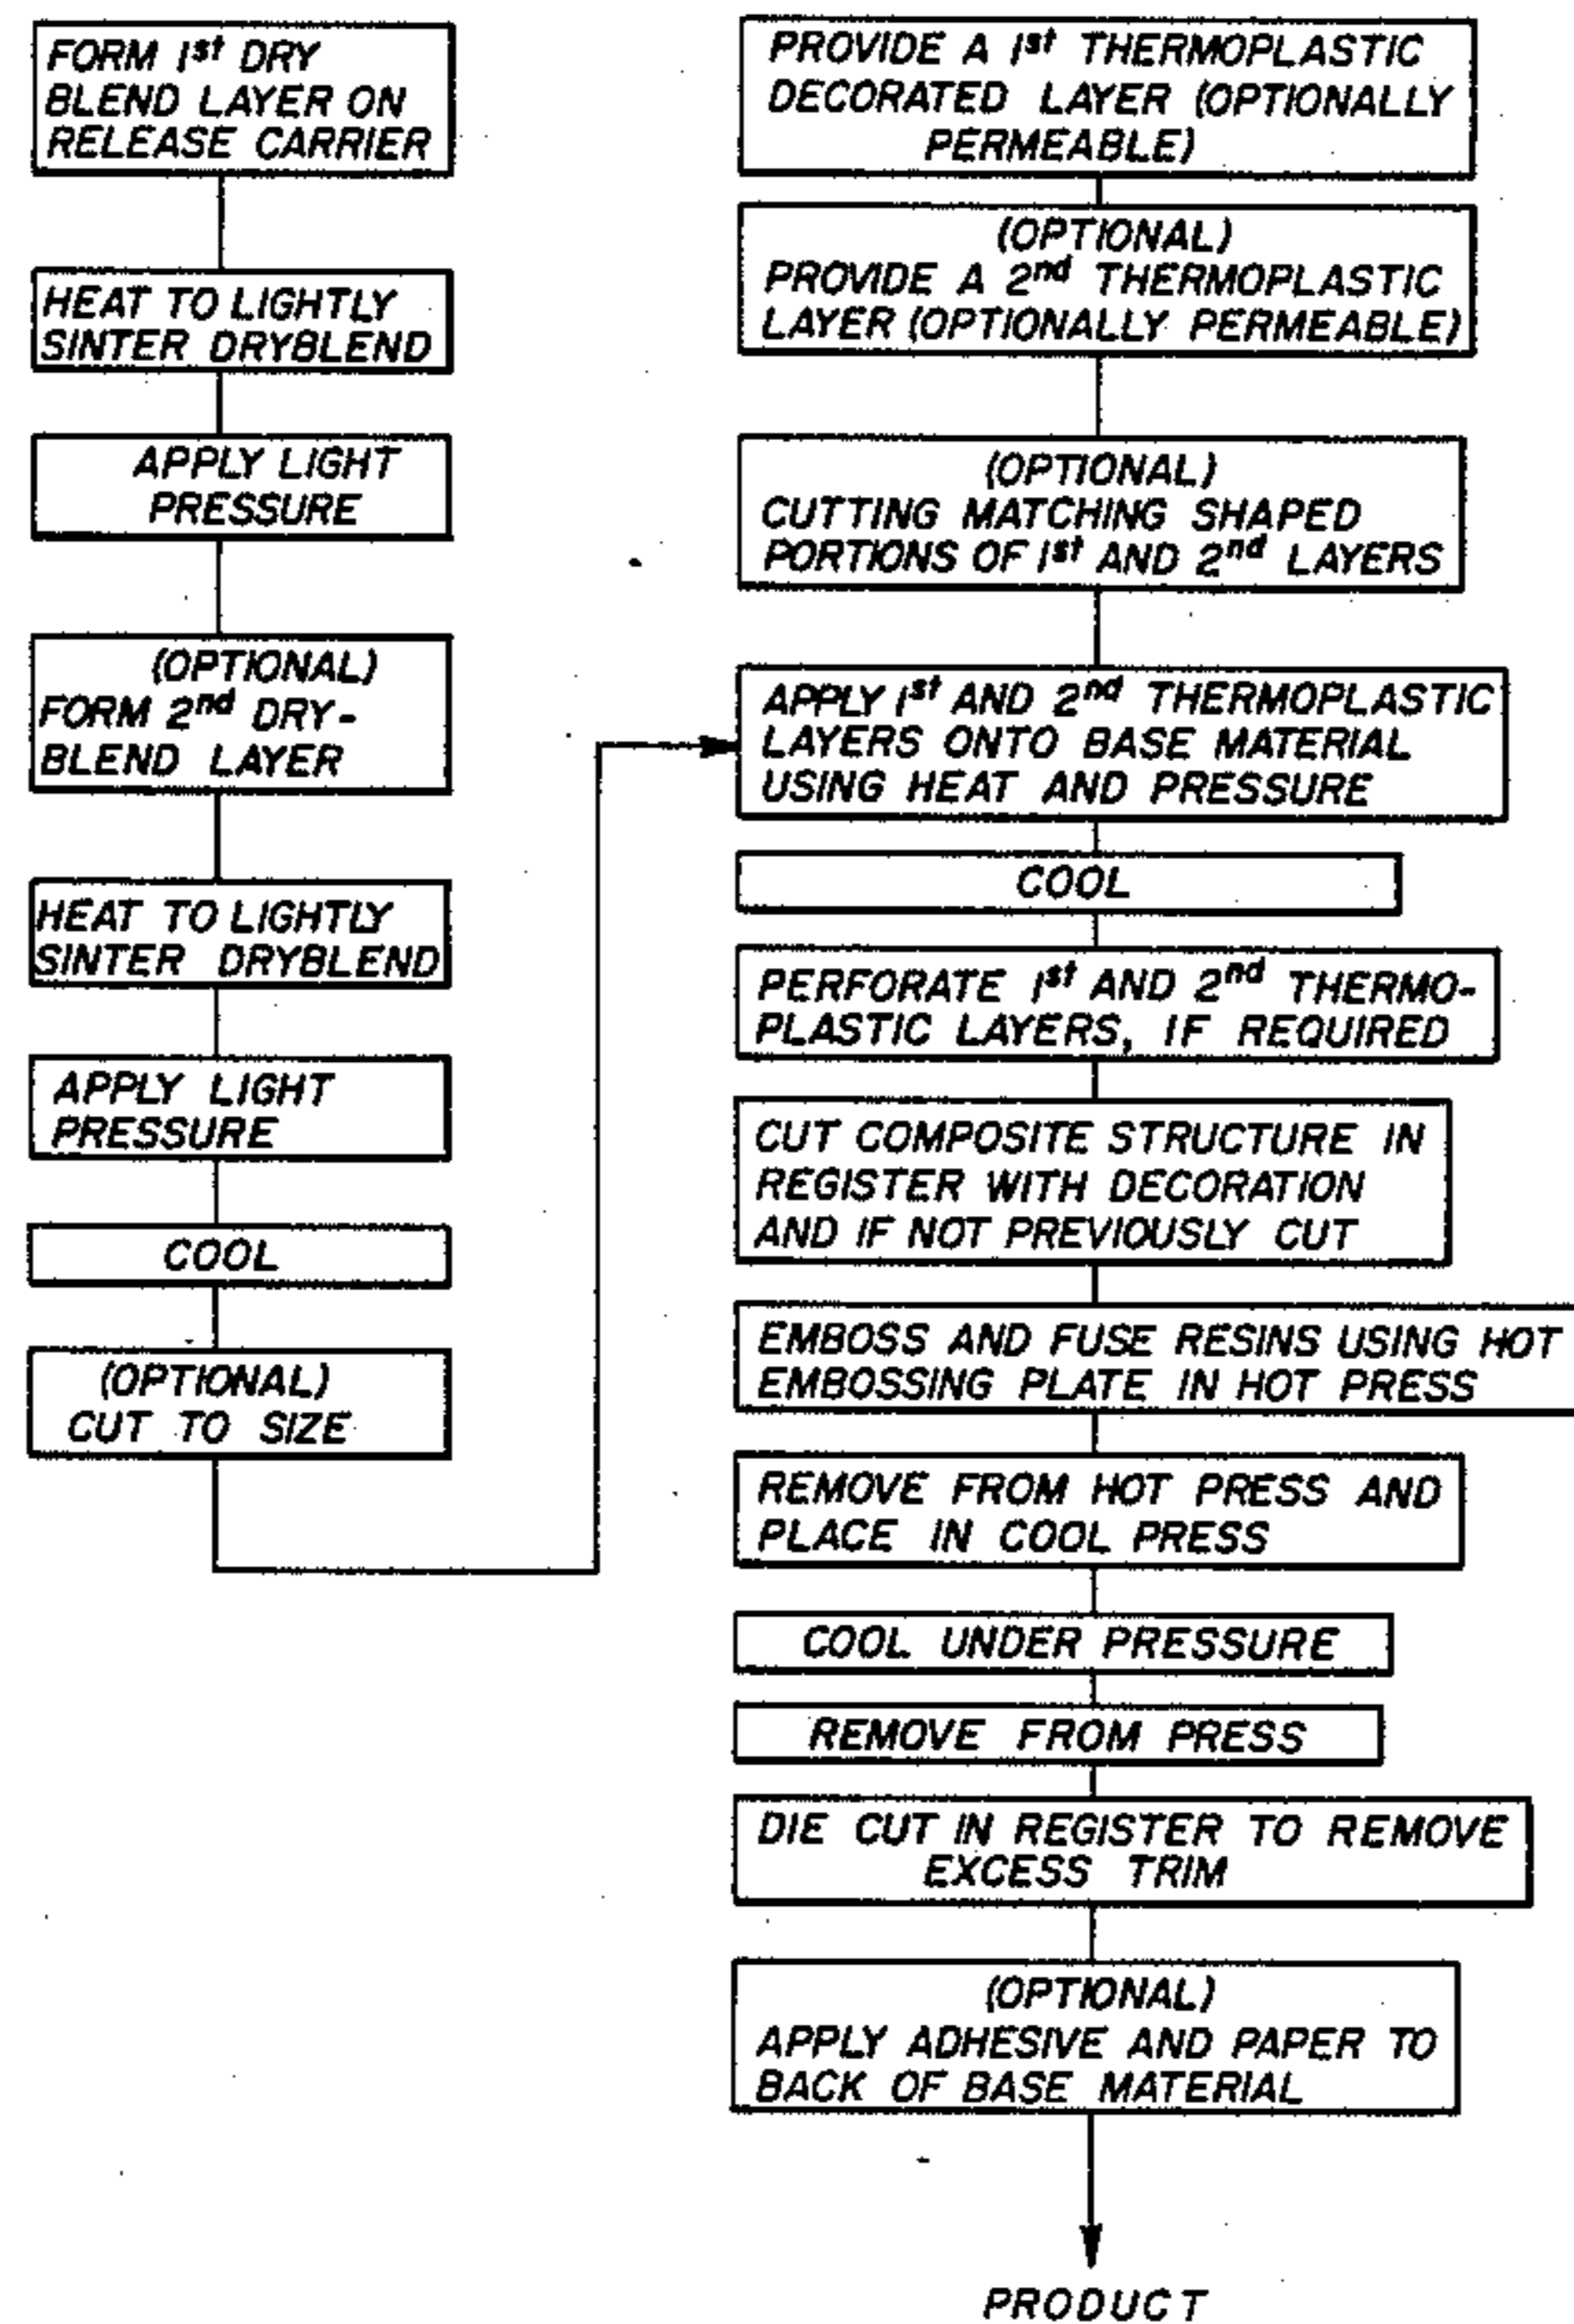 FORM 1st DRY
BLEND LAYER ON
RELEASE CARRIER
HEAT TO LIGHTLY
SINTER DRYBLEND
APPLY LIGHT
PRESSURE
(OPTIONAL)
FORM 2nd DRY-
BLEND LAYER
HEAT TO LIGHTLY
SINTER DRYBLEND
APPLY LIGHT
PRESSURE
COOL
(OPTIONAL)
CUT TO SIZE
PROVIDE A 1st THERMOPLASTIC
DECORATED LAYER (OPTIONALLY
PERMEABLE)
(OPTIONAL)
PROVIDE A 2nd THERMOPLASTIC
LAYER (OPTIONALLY PERMEABLE)
(OPTIONAL)
CUTTING MATCHING SHAPED
PORTIONS OF 1st AND 2nd LAYERS
APPLY 1st AND 2nd THERMOPLASTIC
LAYERS ONTO BASE MATERIAL
USING HEAT AND PRESSURE
COOL
PERFORATE 1st AND 2nd THERMO-
PLASTIC LAYERS, IF REQUIRED
CUT COMPOSITE STRUCTURE IN
REGISTER WITH DECORATION
AND IF NOT PREVIOUSLY CUT
EMBOSS AND FUSE RESINS USING HOT
EMBOSSING PLATE IN HOT PRESS
REMOVE FROM HOT PRESS AND
PLACE IN COOL PRESS
COOL UNDER PRESSURE
REMOVE FROM PRESS
DIE CUT IN REGISTER TO REMOVE
EXCESS TRIM
(OPTIONAL)
APPLY ADHESIVE AND PAPER TO
BACK OF BASE MATERIAL
PRODUCT